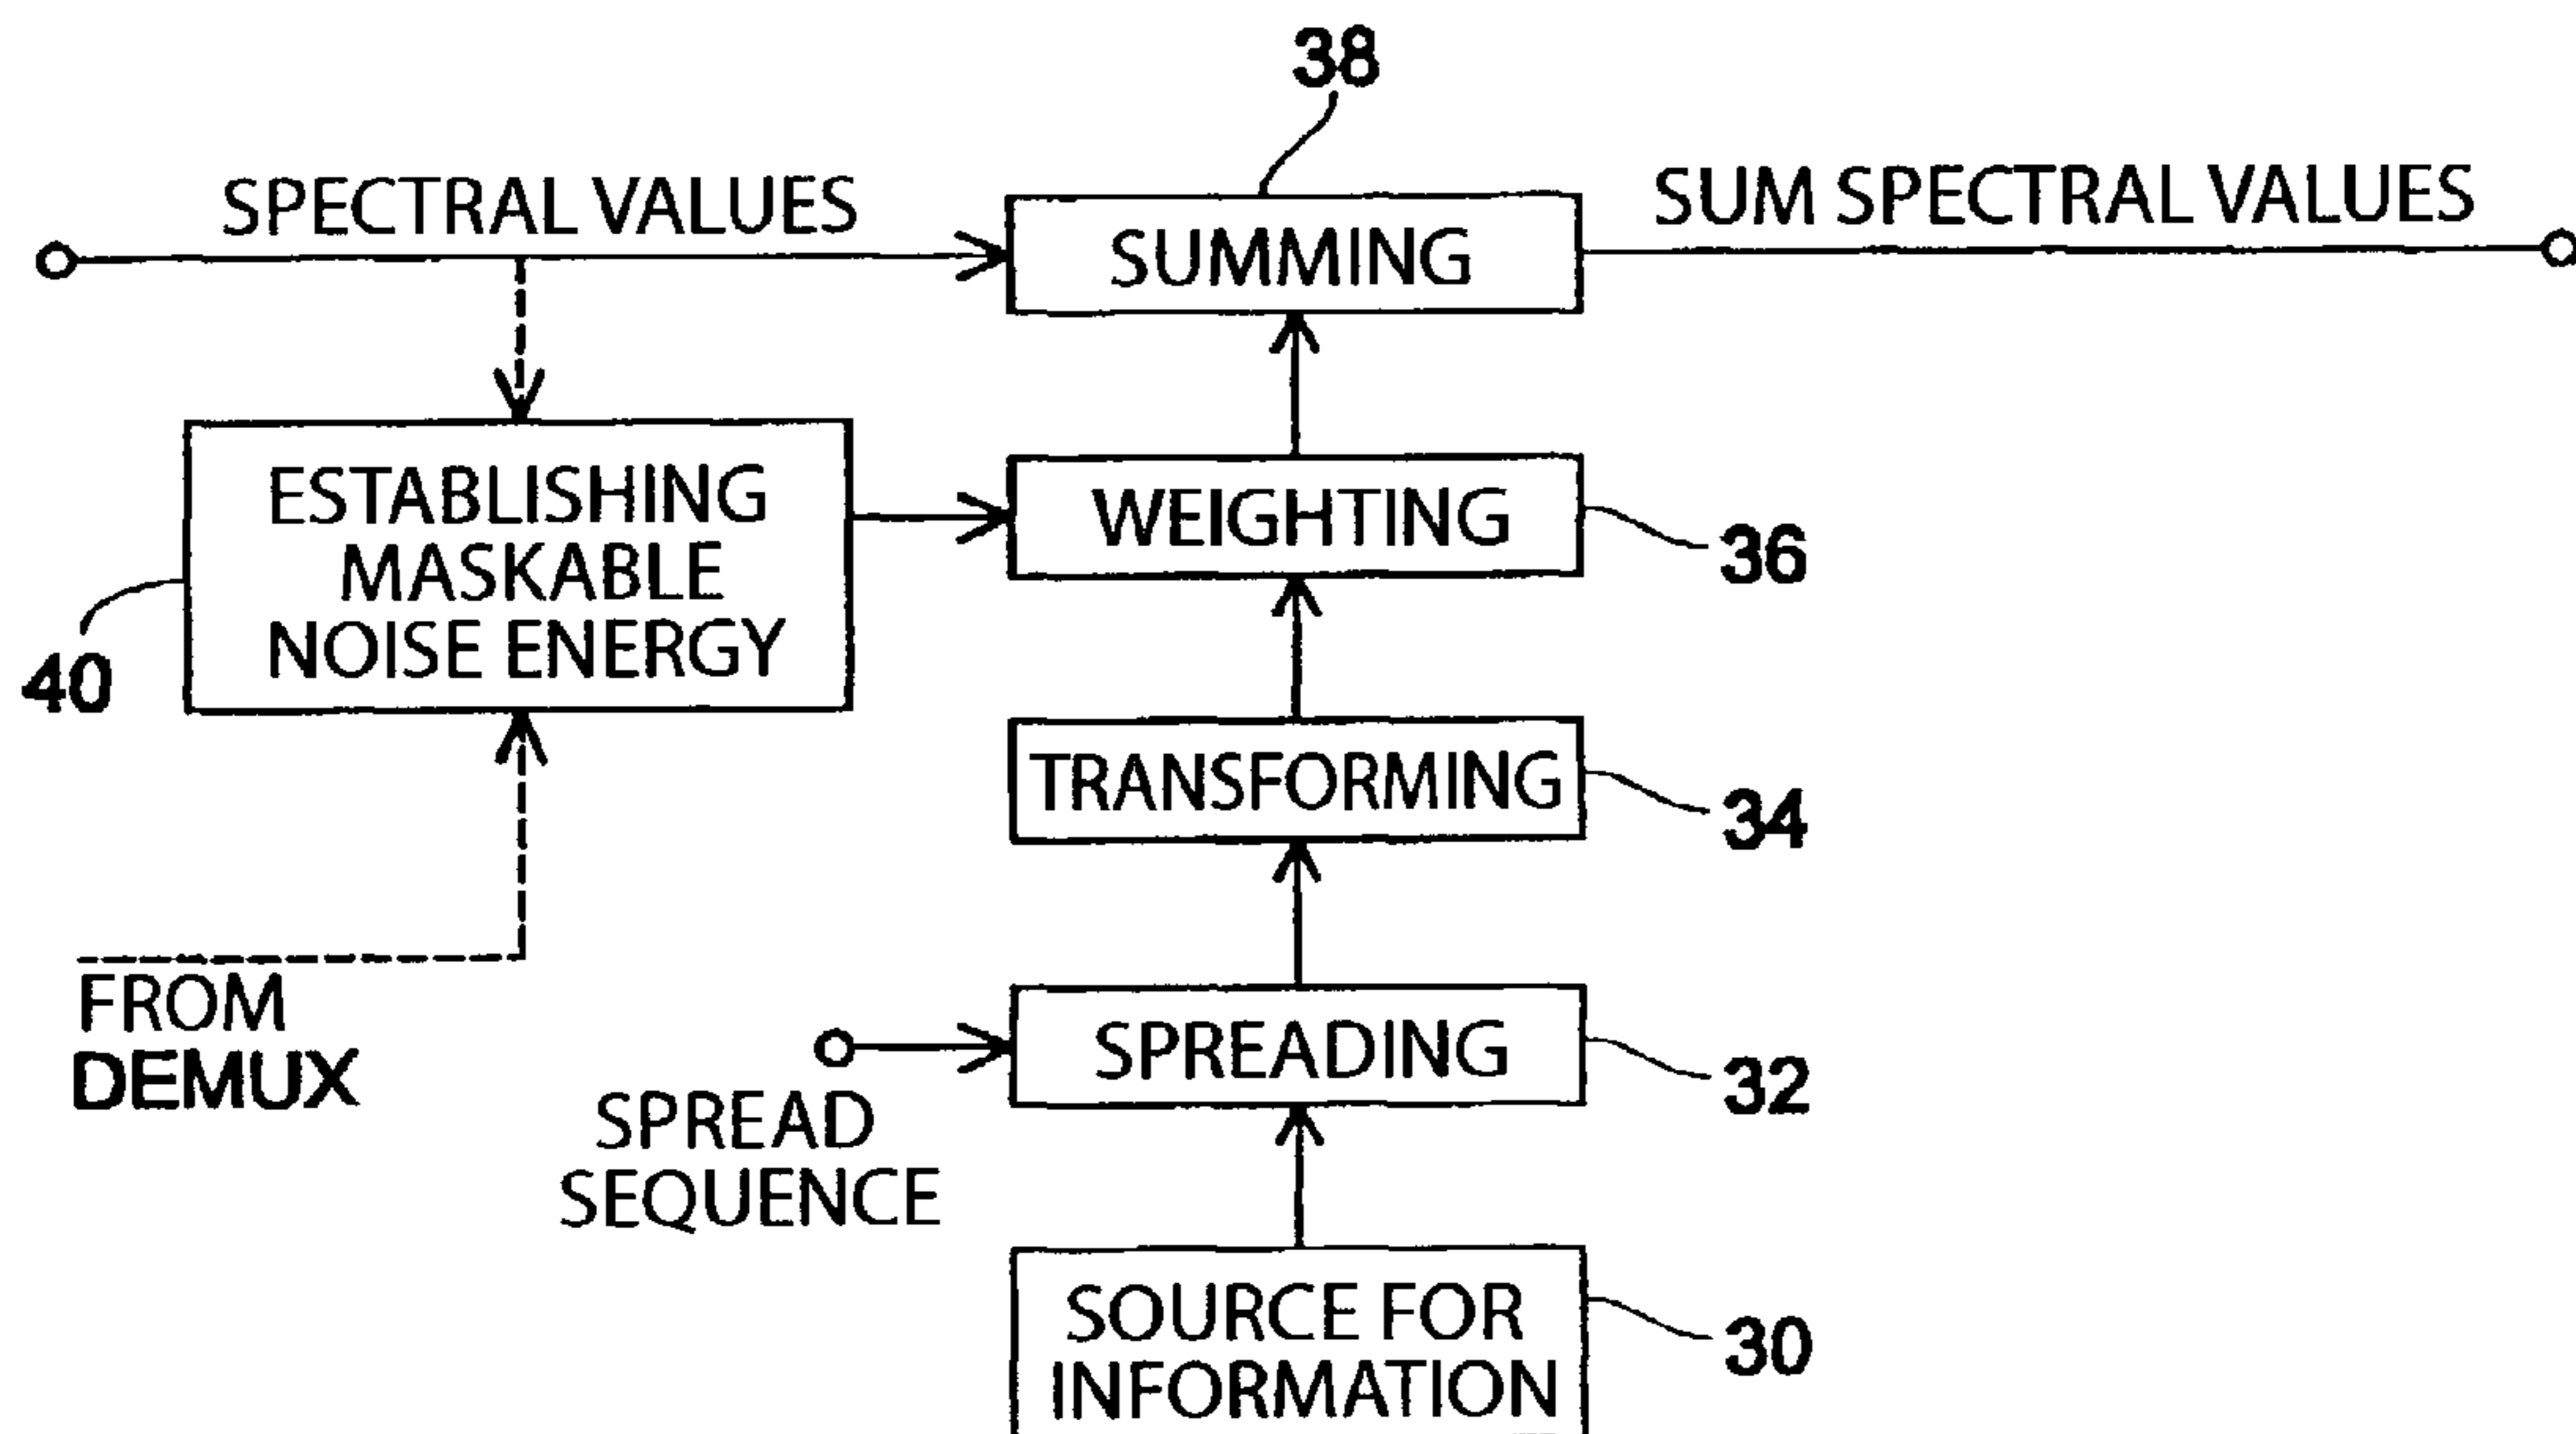 38
SPECTRAL VALUES
SUM SPECTRAL VALUES
SUMMING
ESTABLISHING
MASKABLE
NOISE ENERGY
WEIGHTING
36
40
TRANSFORMING
34
FROM
DEMUX
SPREADING
32
SPREAD
SEQUENCE
SOURCE FOR
INFORMATION
30